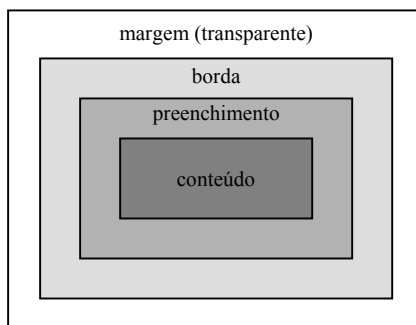 margem (transparente)
borda
preenchimento
conteúdo